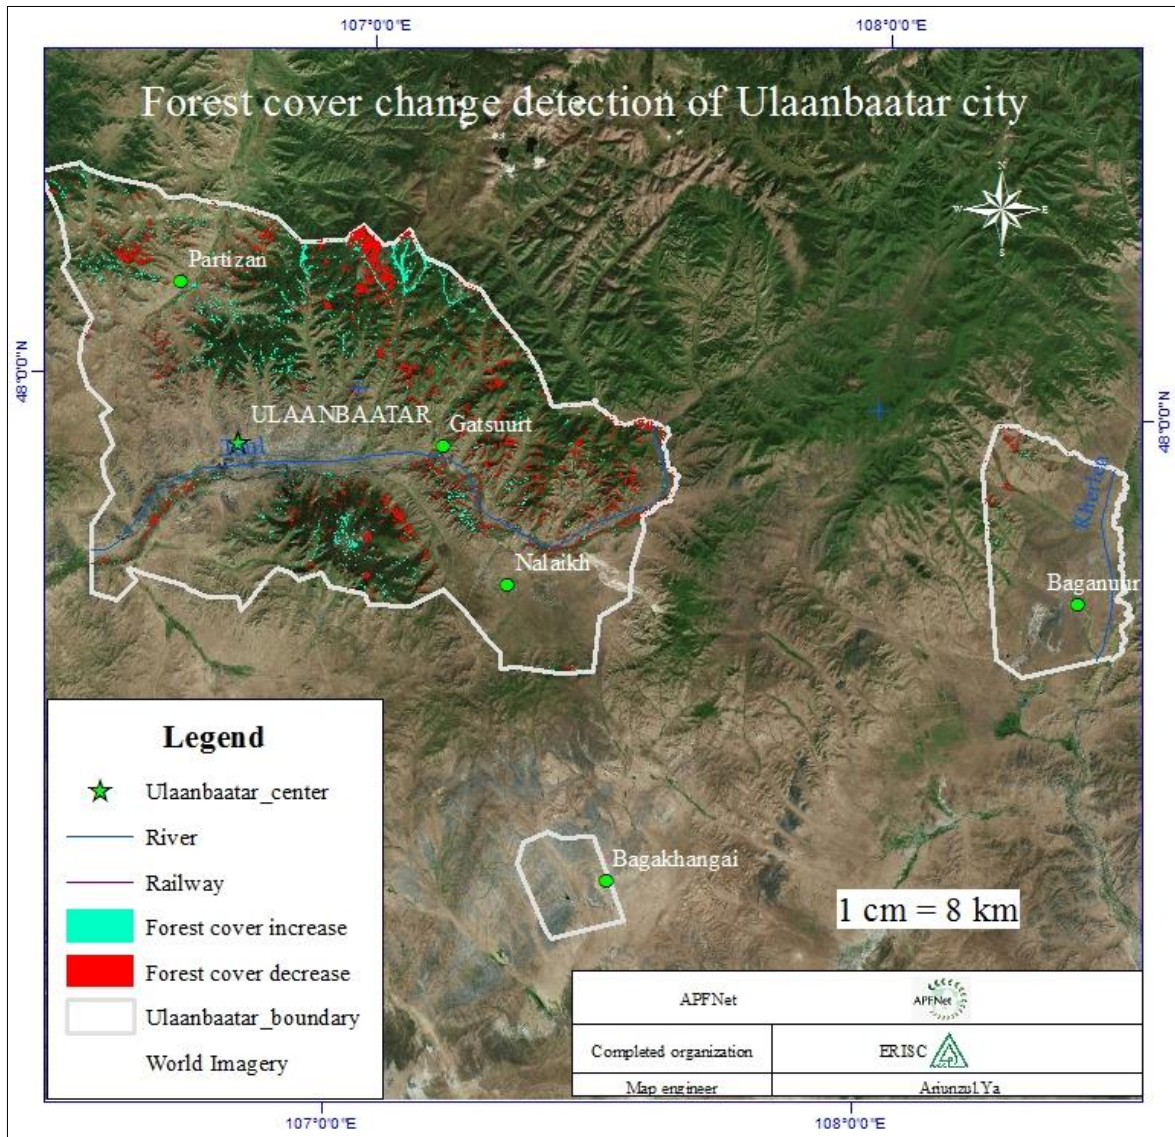 107°0'0"E
108°0'0"E
Forest cover change detection of Ulaanbaatar city
N
W
E
S
Partizan
48°0'0"N
48°0'0"N
ULAANBAATAR
Gatsuurt
Kherlen
Nalaikh
Baganuur
Legend
Ulaanbaatar_center
River
Railway
Forest cover increase
Forest cover decrease
Ulaanbaatar_boundary
World Imagery
Bagakhangai
1 cm = 8 km
APFNet
APFNet
Completed organization
ERISC
Map engineer
Ariunzul.Ya
107°0'0"E
108°0'0"E